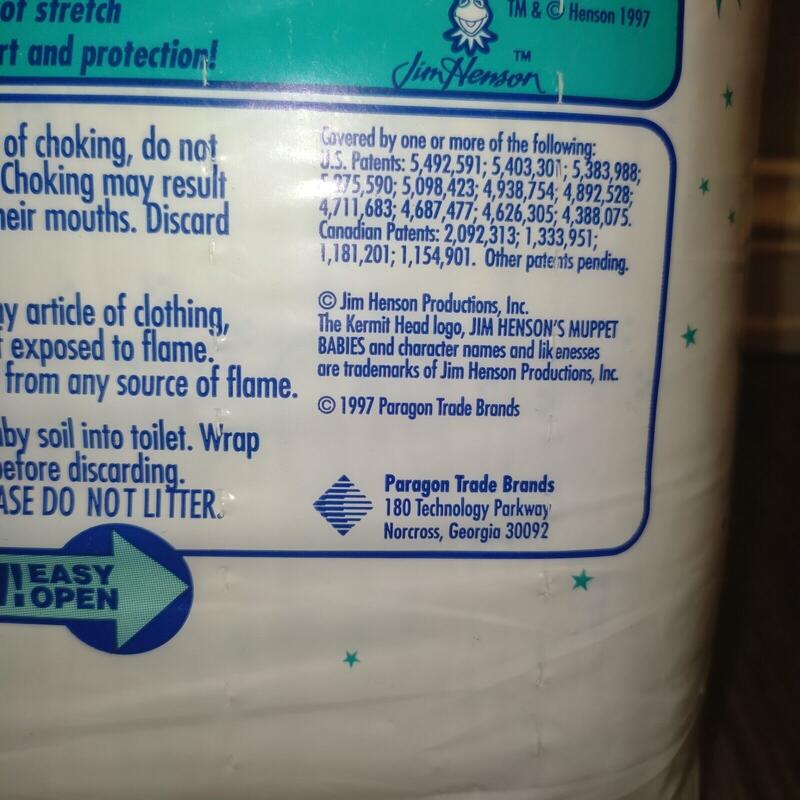 of stretch
rt and protection!
TM & © Henson 1997
Jim Henson TM
of choking, do not
Choking may result
heir mouths. Discard
ny article of clothing,
exposed to flame.
from any source of flame.
by soil into toilet. Wrap
before discarding.
ASE DO NOT LITTER.
EASY
OPEN
Covered by one or more of the following:
U.S. Patents: 5,492,591; 5,403,301; 5,383,988;
5,275,590; 5,098,423; 4,938,754; 4,892,528;
4,711,683; 4,687,477; 4,626,305; 4,388,075.
Canadian Patents: 2,092,313; 1,333,951;
1,181,201; 1,154,901. Other patents pending.
© Jim Henson Productions, Inc.
The Kermit Head logo, JIM HENSON'S MUPPET
BABIES and character names and likenesses
are trademarks of Jim Henson Productions, Inc.
© 1997 Paragon Trade Brands
Paragon Trade Brands
180 Technology Parkway
Norcross, Georgia 30092